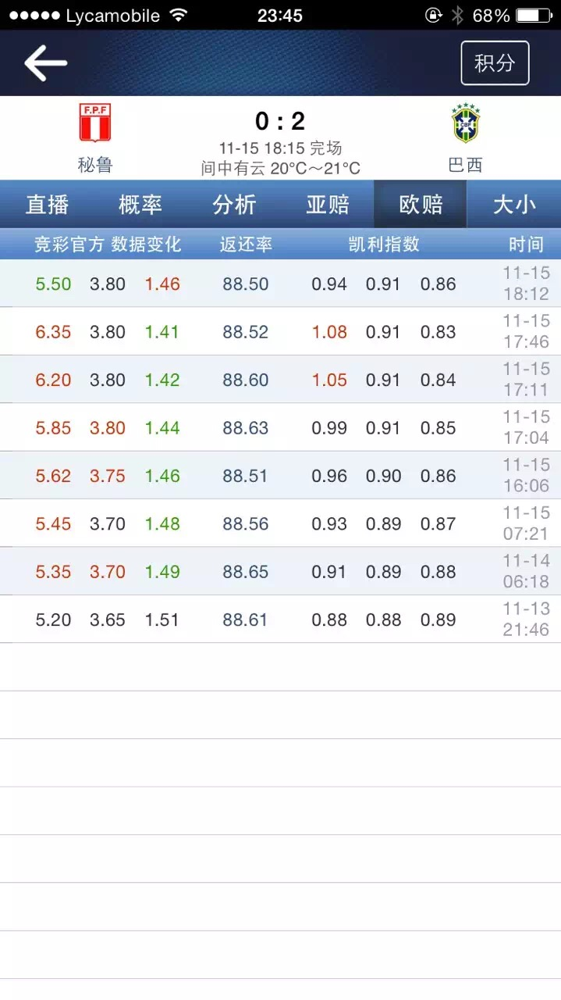 Lycamobile 23:45 68%
积分
F.P.F 0 : 2 CBF
11-15 18:15 完场
秘鲁 间中有云 20°C～21°C 巴西
直播 概率 分析 亚赔 欧赔 大小
竞彩官方 数据变化 返还率 凯利指数 时间
5.50 3.80 1.46 88.50 0.94 0.91 0.86 11-15 18:12
6.35 3.80 1.41 88.52 1.08 0.91 0.83 11-15 17:46
6.20 3.80 1.42 88.60 1.05 0.91 0.84 11-15 17:11
5.85 3.80 1.44 88.63 0.99 0.91 0.85 11-15 17:04
5.62 3.75 1.46 88.51 0.96 0.90 0.86 11-15 16:06
5.45 3.70 1.48 88.56 0.93 0.89 0.87 11-15 07:21
5.35 3.70 1.49 88.65 0.91 0.89 0.88 11-14 06:18
5.20 3.65 1.51 88.61 0.88 0.88 0.89 11-13 21:46